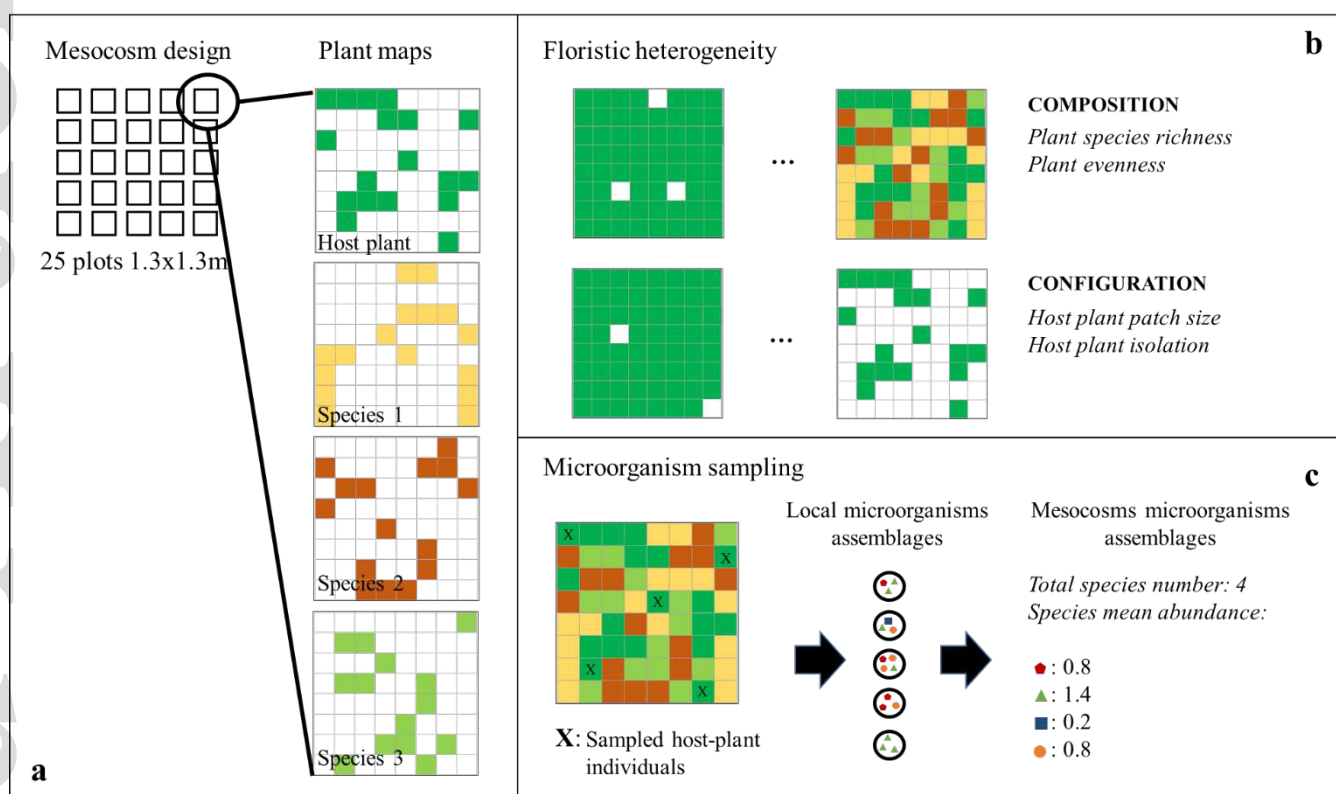 Mesocosm design
Plant maps
25 plots 1.3x1.3m
Host plant
Species 1
Species 2
Species 3
a
Floristic heterogeneity
b
...
COMPOSITION
Plant species richness
Plant evenness
...
CONFIGURATION
Host plant patch size
Host plant isolation
Microorganism sampling
c
X
X
X
X
X
X: Sampled host-plant
individuals
Local microorganisms
assemblages
Mesocosms microorganisms
assemblages
Total species number: 4
Species mean abundance:
: 0.8
: 1.4
: 0.2
: 0.8